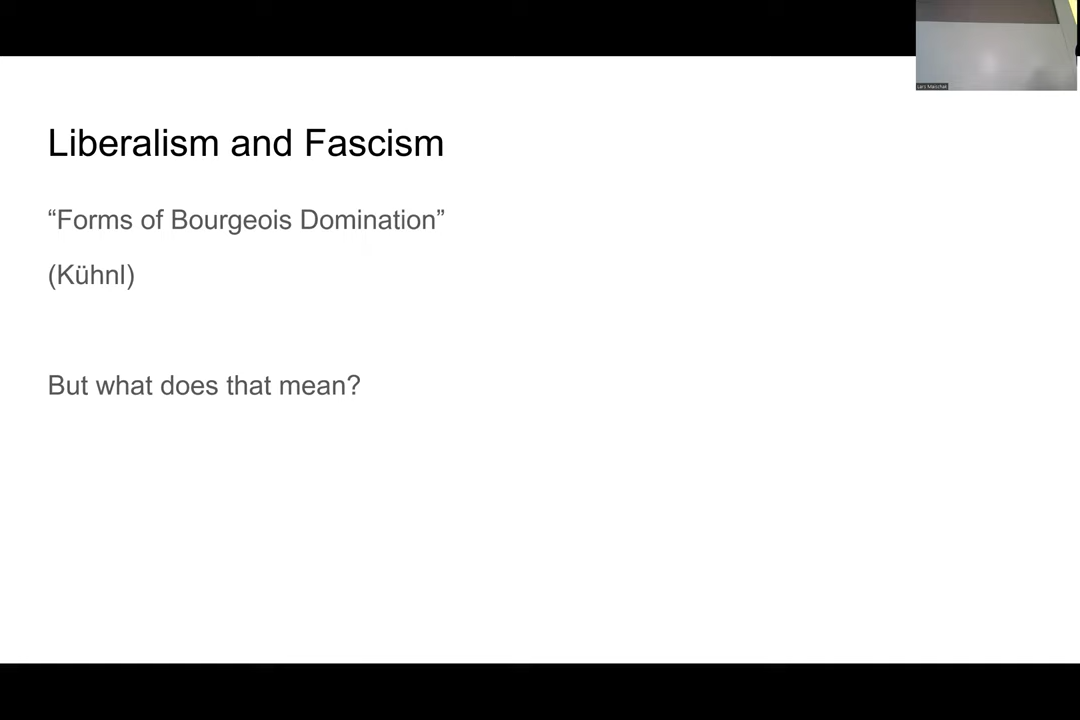 Liberalism and Fascism
“Forms of Bourgeois Domination”
(Kühnl)
But what does that mean?